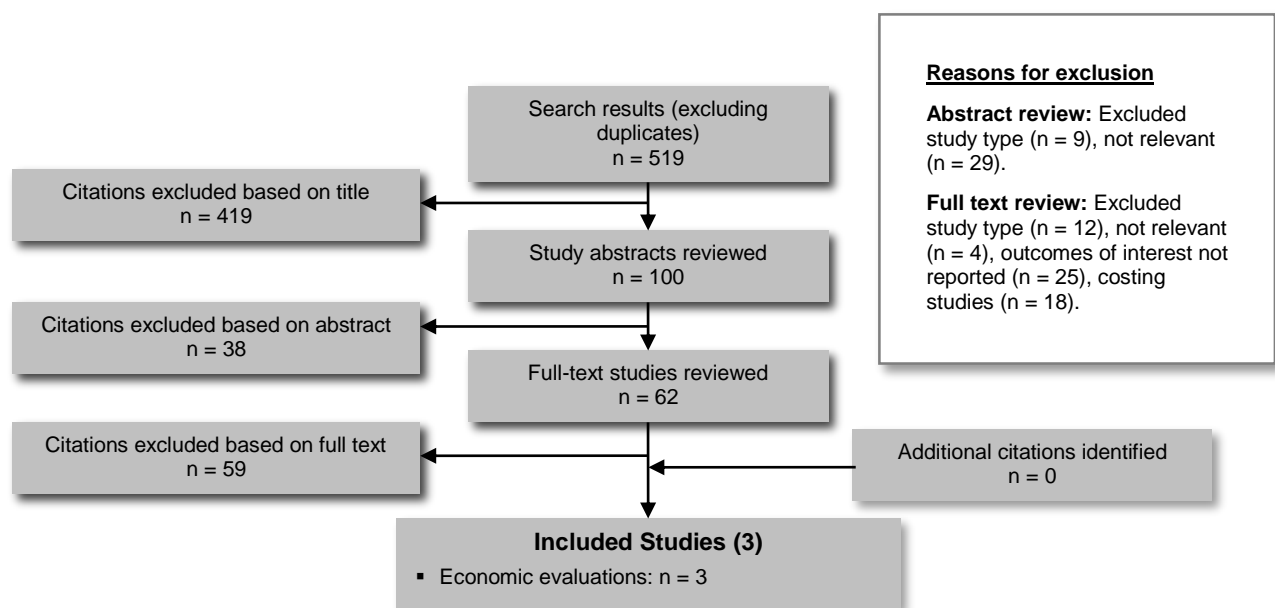 Search results (excluding
duplicates)
n = 519
Citations excluded based on title
n = 419
Study abstracts reviewed
n = 100
Citations excluded based on abstract
n = 38
Full-text studies reviewed
n = 62
Citations excluded based on full text
n = 59
Additional citations identified
n = 0
Included Studies (3)
▪ Economic evaluations: n = 3
Reasons for exclusion
Abstract review: Excluded
study type (n = 9), not relevant
(n = 29).
Full text review: Excluded
study type (n = 12), not relevant
(n = 4), outcomes of interest not
reported (n = 25), costing
studies (n = 18).